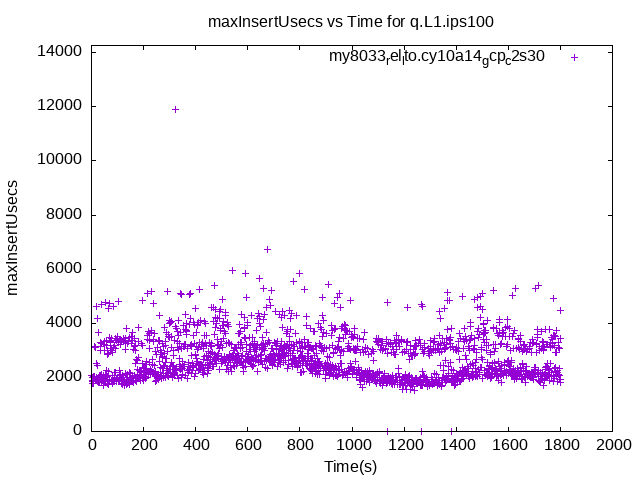 maxInsertUsecs vs Time for q.L1.ips100
my8033relito.cy10a14gcpc2s30
14000
12000
10000
8000
6000
4000
2000
0
maxInsertUsecs
0 200 400 600 800 1000 1200 1400 1600 1800 2000
Time(s)